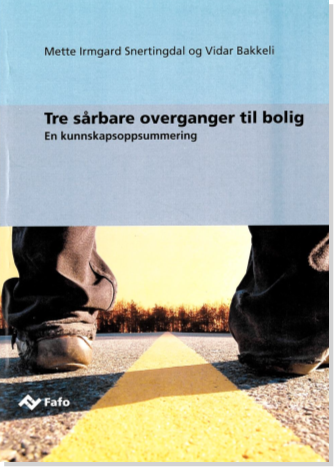 Mette Irmgard Snertingdal og Vidar Bakkeli
Tre sårbare overganger til bolig
En kunnskapsoppsummering
Fafo